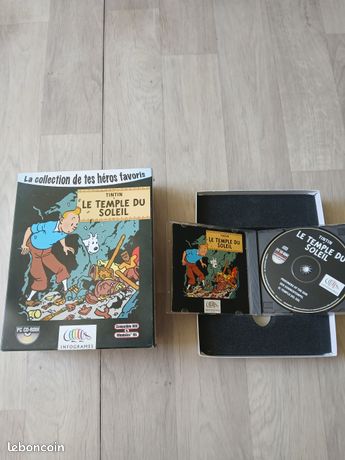 La collection de tes héros favoris
TINTIN
LE TEMPLE DU
SOLEIL
PC CD-ROM
INFOGRAMES
TINTIN
LE TEMPLE DU
SOLEIL
TINTIN
LE TEMPLE DU
SOLEIL
leboncoin